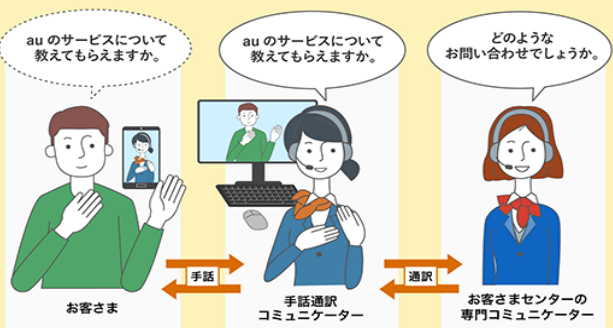 au のサービスについて
教えてもらえますか。
au のサービスについて
教えてもらえますか。
どのような
お問い合わせでしょうか。
手話
通訳
お客さま
手話通訳
コミュニケーター
お客さまセンターの
専門コミュニケーター